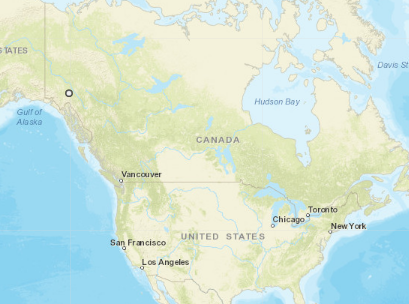 STATES
Davis St
Hudson Bay
Gulf of
Alaska
CANADA
Vancouver
Toronto
Chicago
New York
UNITED STATES
San Francisco
Los Angeles